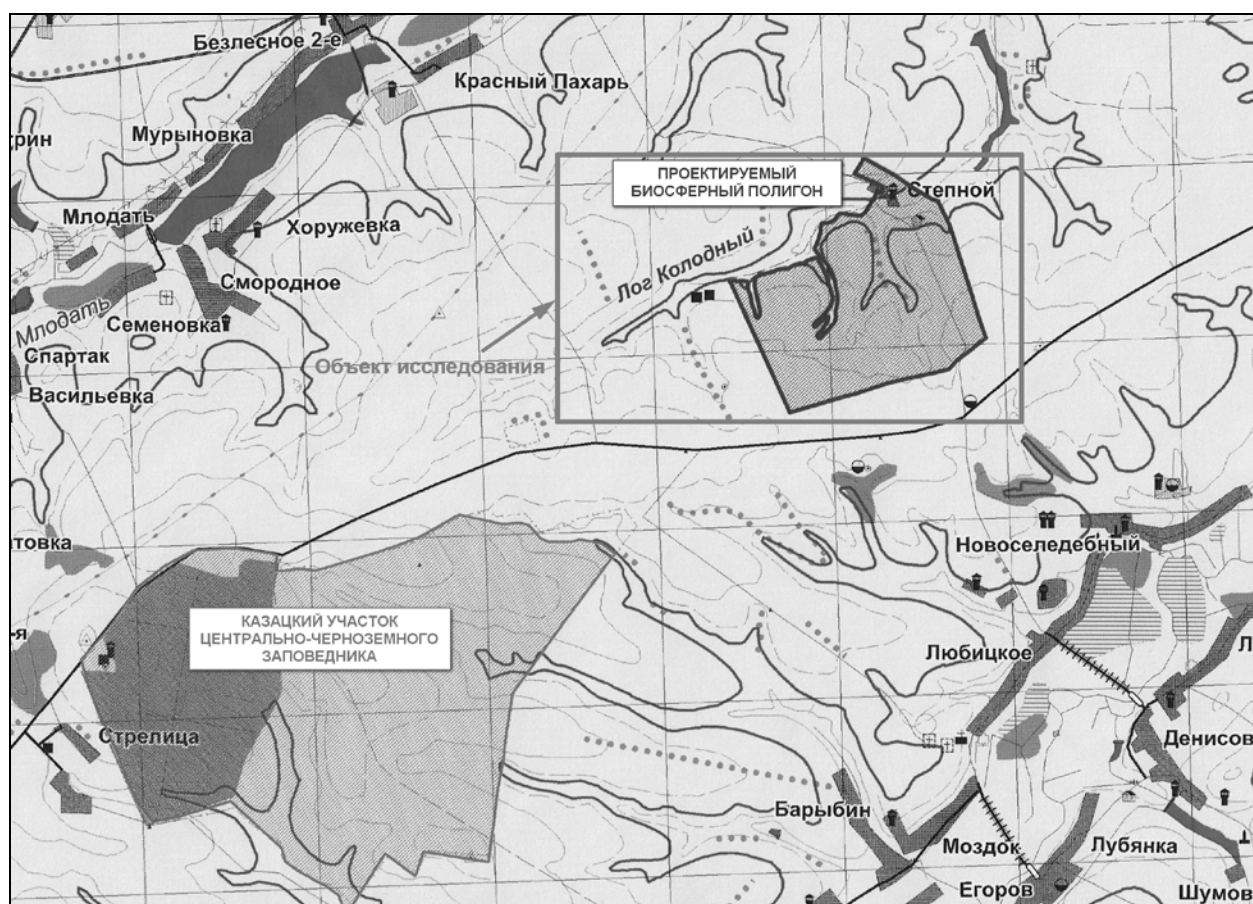 Безлесное 2-е
Красный Пахарь
Мурыновка
Млодать
Хоружевка
Смородное
Млодать
Семеновка
Спартак
Васильевка
ПРОЕКТИРУЕМЫЙ
БИОСФЕРНЫЙ ПОЛИГОН
Степной
Лог Колодный
Объект исследования
Новоселедебный
КАЗАЦКИЙ УЧАСТОК
ЦЕНТРАЛЬНО-ЧЕРНОЗЕМНОГО
ЗАПОВЕДНИКА
Любицкое
Стрелица
Денисов
Барыбин
Моздок
Лубянка
Егоров
Шумов